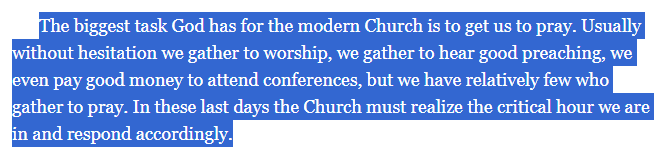 The biggest task God has for the modern Church is to get us to pray. Usually
without hesitation we gather to worship, we gather to hear good preaching, we
even pay good money to attend conferences, but we have relatively few who
gather to pray. In these last days the Church must realize the critical hour we are
in and respond accordingly.